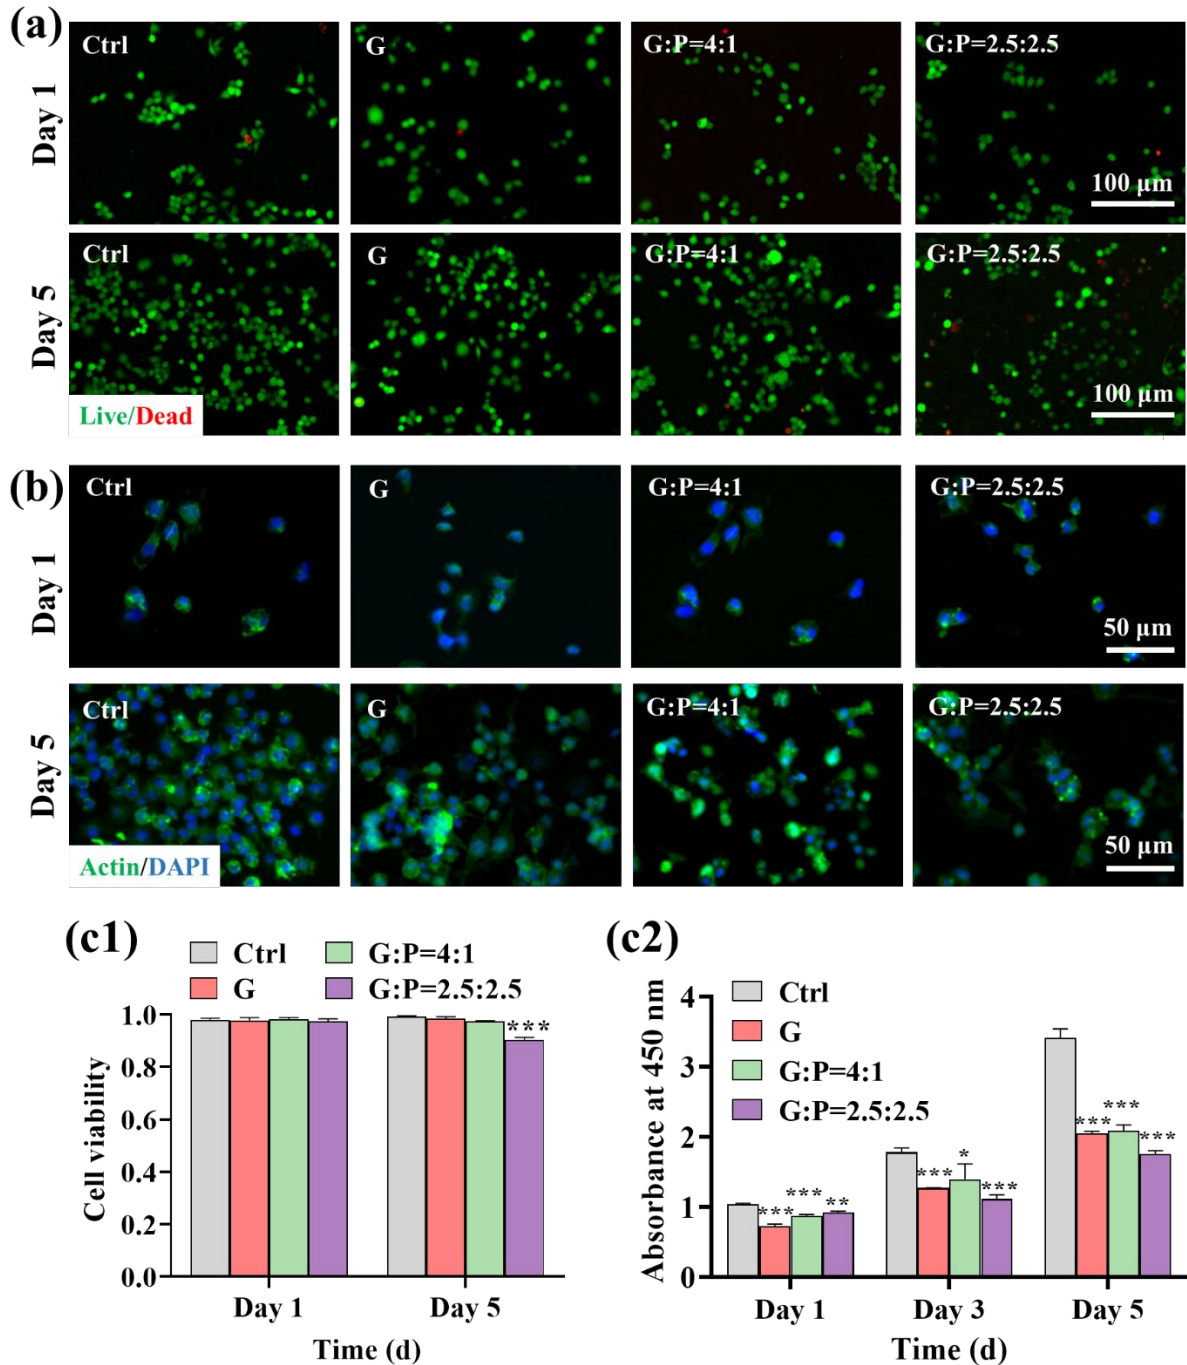 (a)
Ctrl
G
G:P=4:1
G:P=2.5:2.5
Day 1
100 μm
Ctrl
G
G:P=4:1
G:P=2.5:2.5
Day 5
Live/Dead
100 μm
(b)
Ctrl
G
G:P=4:1
G:P=2.5:2.5
Day 1
50 μm
Ctrl
G
G:P=4:1
G:P=2.5:2.5
Day 5
Actin/DAPI
50 μm
(c1)
Ctrl
G:P=4:1
G
G:P=2.5:2.5
Cell viability
1.0
0.8
0.6
0.4
0.2
0.0
***
Day 1
Day 5
Time (d)
(c2)
Ctrl
G
G:P=4:1
G:P=2.5:2.5
Absorbance at 450 nm
4
3
2
1
0
***
***
**
***
*
***
***
***
***
Day 1
Day 3
Day 5
Time (d)